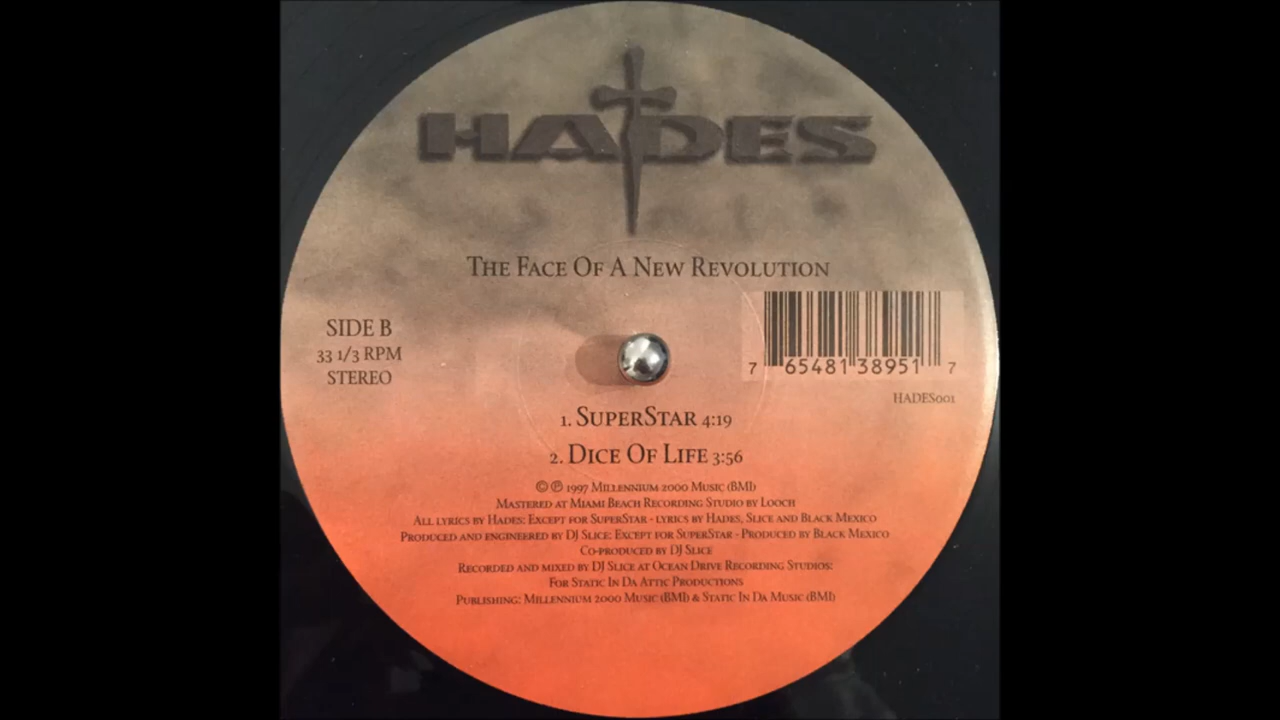 HADES
The Face Of A New Revolution
SIDE B
33 1/3 RPM
STEREO
7 65481 38951 7
HADES001
1. SuperStar 4:19
2. Dice Of Life 3:56
© ℗ 1997 Millennium 2000 Music (BMI)
Mastered at Miami Beach Recording Studio by Looch
All lyrics by Hades: Except for SuperStar - lyrics by Hades, Slice and Black Mexico
Produced and engineered by DJ Slice: Except for SuperStar - Produced by Black Mexico
Co-produced by DJ Slice
Recorded and mixed by DJ Slice at Ocean Drive Recording Studios:
For Static In Da Attic Productions
Publishing: Millennium 2000 Music (BMI) & Static In Da Music (BMI)